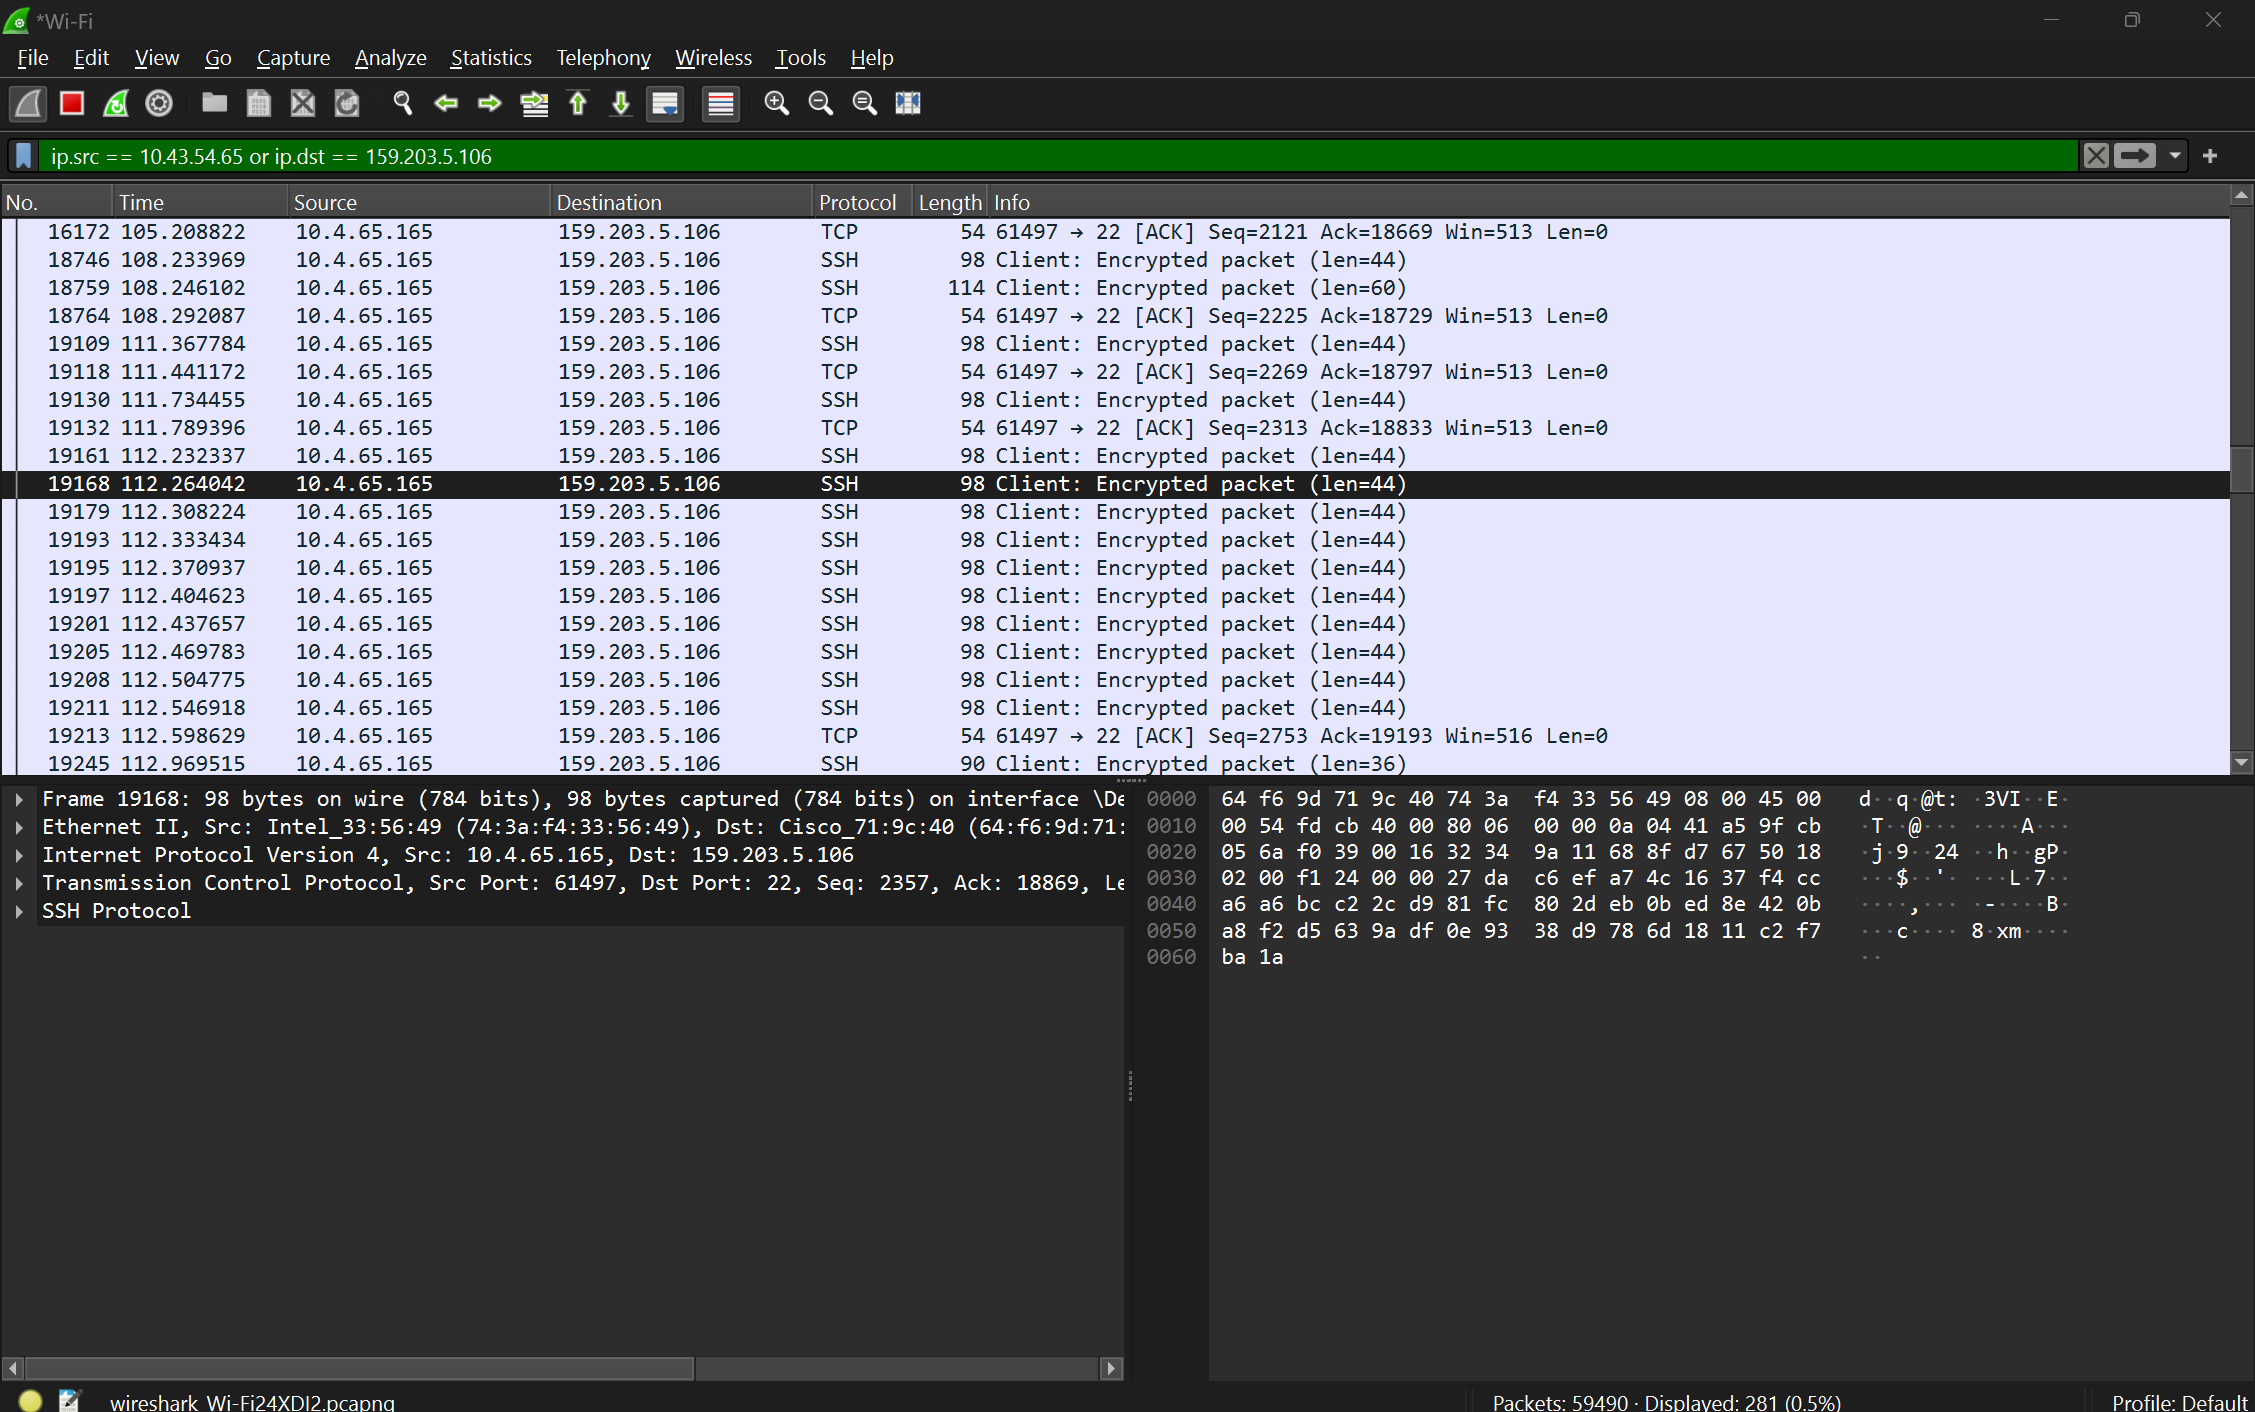 *Wi-Fi
File Edit View Go Capture Analyze Statistics Telephony Wireless Tools Help
ip.src == 10.43.54.65 or ip.dst == 159.203.5.106
No. Time Source Destination Protocol Length Info
16172 105.208822 10.4.65.165 159.203.5.106 TCP 54 61497 → 22 [ACK] Seq=2121 Ack=18669 Win=513 Len=0
18746 108.233969 10.4.65.165 159.203.5.106 SSH 98 Client: Encrypted packet (len=44)
18759 108.246102 10.4.65.165 159.203.5.106 SSH 114 Client: Encrypted packet (len=60)
18764 108.292087 10.4.65.165 159.203.5.106 TCP 54 61497 → 22 [ACK] Seq=2225 Ack=18729 Win=513 Len=0
19109 111.367784 10.4.65.165 159.203.5.106 SSH 98 Client: Encrypted packet (len=44)
19118 111.441172 10.4.65.165 159.203.5.106 TCP 54 61497 → 22 [ACK] Seq=2269 Ack=18797 Win=513 Len=0
19130 111.734455 10.4.65.165 159.203.5.106 SSH 98 Client: Encrypted packet (len=44)
19132 111.789396 10.4.65.165 159.203.5.106 TCP 54 61497 → 22 [ACK] Seq=2313 Ack=18833 Win=513 Len=0
19161 112.232337 10.4.65.165 159.203.5.106 SSH 98 Client: Encrypted packet (len=44)
19168 112.264042 10.4.65.165 159.203.5.106 SSH 98 Client: Encrypted packet (len=44)
19179 112.308224 10.4.65.165 159.203.5.106 SSH 98 Client: Encrypted packet (len=44)
19193 112.333434 10.4.65.165 159.203.5.106 SSH 98 Client: Encrypted packet (len=44)
19195 112.370937 10.4.65.165 159.203.5.106 SSH 98 Client: Encrypted packet (len=44)
19197 112.404623 10.4.65.165 159.203.5.106 SSH 98 Client: Encrypted packet (len=44)
19201 112.437657 10.4.65.165 159.203.5.106 SSH 98 Client: Encrypted packet (len=44)
19205 112.469783 10.4.65.165 159.203.5.106 SSH 98 Client: Encrypted packet (len=44)
19208 112.504775 10.4.65.165 159.203.5.106 SSH 98 Client: Encrypted packet (len=44)
19211 112.546918 10.4.65.165 159.203.5.106 SSH 98 Client: Encrypted packet (len=44)
19213 112.598629 10.4.65.165 159.203.5.106 TCP 54 61497 → 22 [ACK] Seq=2753 Ack=19193 Win=516 Len=0
19245 112.969515 10.4.65.165 159.203.5.106 SSH 90 Client: Encrypted packet (len=36)
Frame 19168: 98 bytes on wire (784 bits), 98 bytes captured (784 bits) on interface \De
Ethernet II, Src: Intel_33:56:49 (74:3a:f4:33:56:49), Dst: Cisco_71:9c:40 (64:f6:9d:71:
Internet Protocol Version 4, Src: 10.4.65.165, Dst: 159.203.5.106
Transmission Control Protocol, Src Port: 61497, Dst Port: 22, Seq: 2357, Ack: 18869, Le
SSH Protocol
0000 64 f6 9d 71 9c 40 74 3a f4 33 56 49 08 00 45 00 d··q·@t: ·3VI··E·
0010 00 54 fd cb 40 00 80 06 00 00 0a 04 41 a5 9f cb ·T··@··· ····A···
0020 05 6a f0 39 00 16 32 34 9a 11 68 8f d7 67 50 18 ·j·9··24 ··h··gP·
0030 02 00 f1 24 00 00 27 da c6 ef a7 4c 16 37 f4 cc ···$··'· ···L·7··
0040 a6 a6 bc c2 2c d9 81 fc 80 2d eb 0b ed 8e 42 0b ····,··· ·-····B·
0050 a8 f2 d5 63 9a df 0e 93 38 d9 78 6d 18 11 c2 f7 ···c···· 8·xm····
0060 ba 1a ··
wireshark_Wi-Fi24XDI2.pcapng
Packets: 59490 · Displayed: 281 (0.5%)
Profile: Default